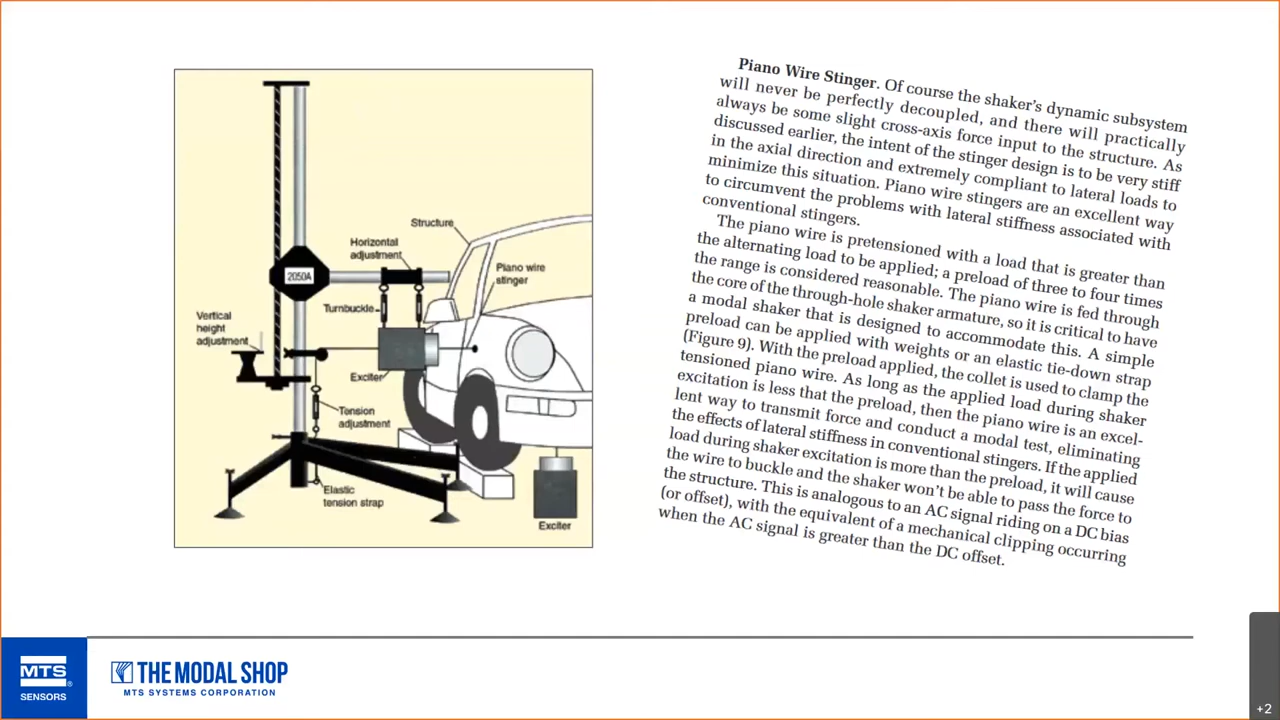 Structure
Horizontal
adjustment
Piano wire
stinger
2050A
Turnbuckle
Vertical
height
adjustment
Exciter
Tension
adjustment
Elastic
tension strap
Exciter
Piano Wire Stinger. Of course the shaker's dynamic subsystem
will never be perfectly decoupled, and there will practically
always be some slight cross-axis force input to the structure. As
discussed earlier, the intent of the stinger design is to be very stiff
in the axial direction and extremely compliant to lateral loads to
minimize this situation. Piano wire stingers are an excellent way
to circumvent the problems with lateral stiffness associated with
conventional stingers.
The piano wire is pretensioned with a load that is greater than
the alternating load to be applied; a preload of three to four times
the range is considered reasonable. The piano wire is fed through
the core of the through-hole shaker armature, so it is critical to have
a modal shaker that is designed to accommodate this. A simple
preload can be applied with weights or an elastic tie-down strap
(Figure 9). With the preload applied, the collet is used to clamp the
tensioned piano wire. As long as the applied load during shaker
excitation is less that the preload, then the piano wire is an excel-
lent way to transmit force and conduct a modal test, eliminating
the effects of lateral stiffness in conventional stingers. If the applied
load during shaker excitation is more than the preload, it will cause
the wire to buckle and the shaker won't be able to pass the force to
the structure. This is analogous to an AC signal riding on a DC bias
(or offset), with the equivalent of a mechanical clipping occurring
when the AC signal is greater than the DC offset.
MTS
SENSORS
THE MODAL SHOP
MTS SYSTEMS CORPORATION
+2